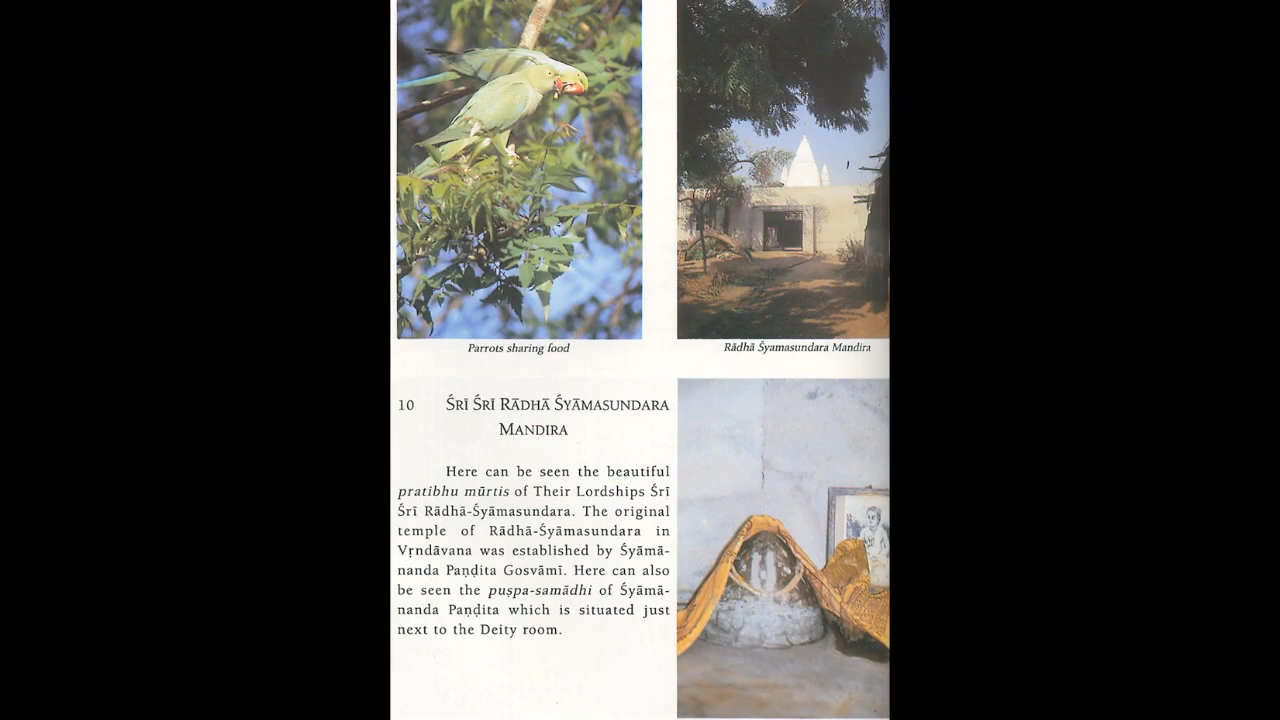 Parrots sharing food
Rādhā Śyamasundara Mandira
10 ŚRĪ ŚRĪ RĀDHĀ ŚYĀMASUNDARA
MANDIRA
Here can be seen the beautiful
pratibhu mūrtis of Their Lordships Śrī
Śrī Rādhā-Śyāmasundara. The original
temple of Rādhā-Śyāmasundara in
Vṛndāvana was established by Śyāmā-
nanda Paṇḍita Gosvāmī. Here can also
be seen the puṣpa-samādhi of Śyāmā-
nanda Paṇḍita which is situated just
next to the Deity room.